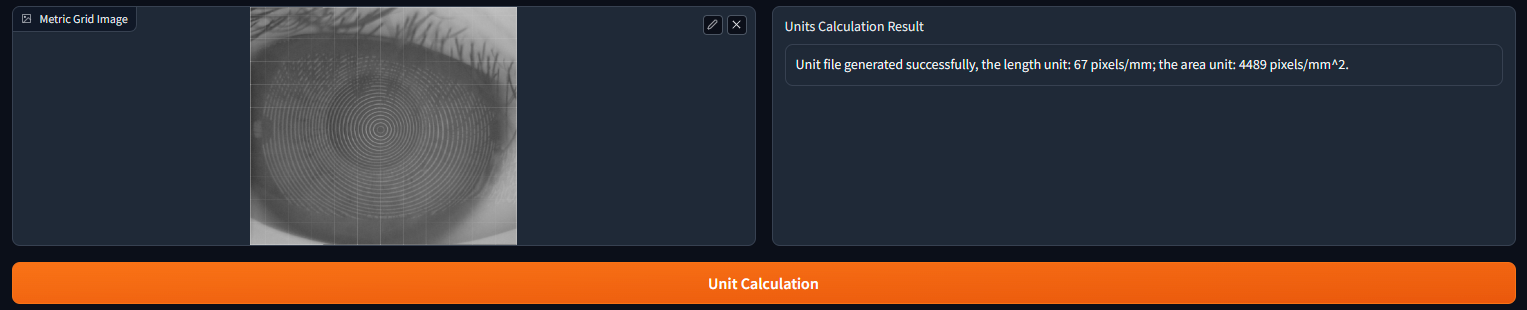 Metric Grid Image
Units Calculation Result
Unit file generated successfully, the length unit: 67 pixels/mm; the area unit: 4489 pixels/mm^2.
Unit Calculation